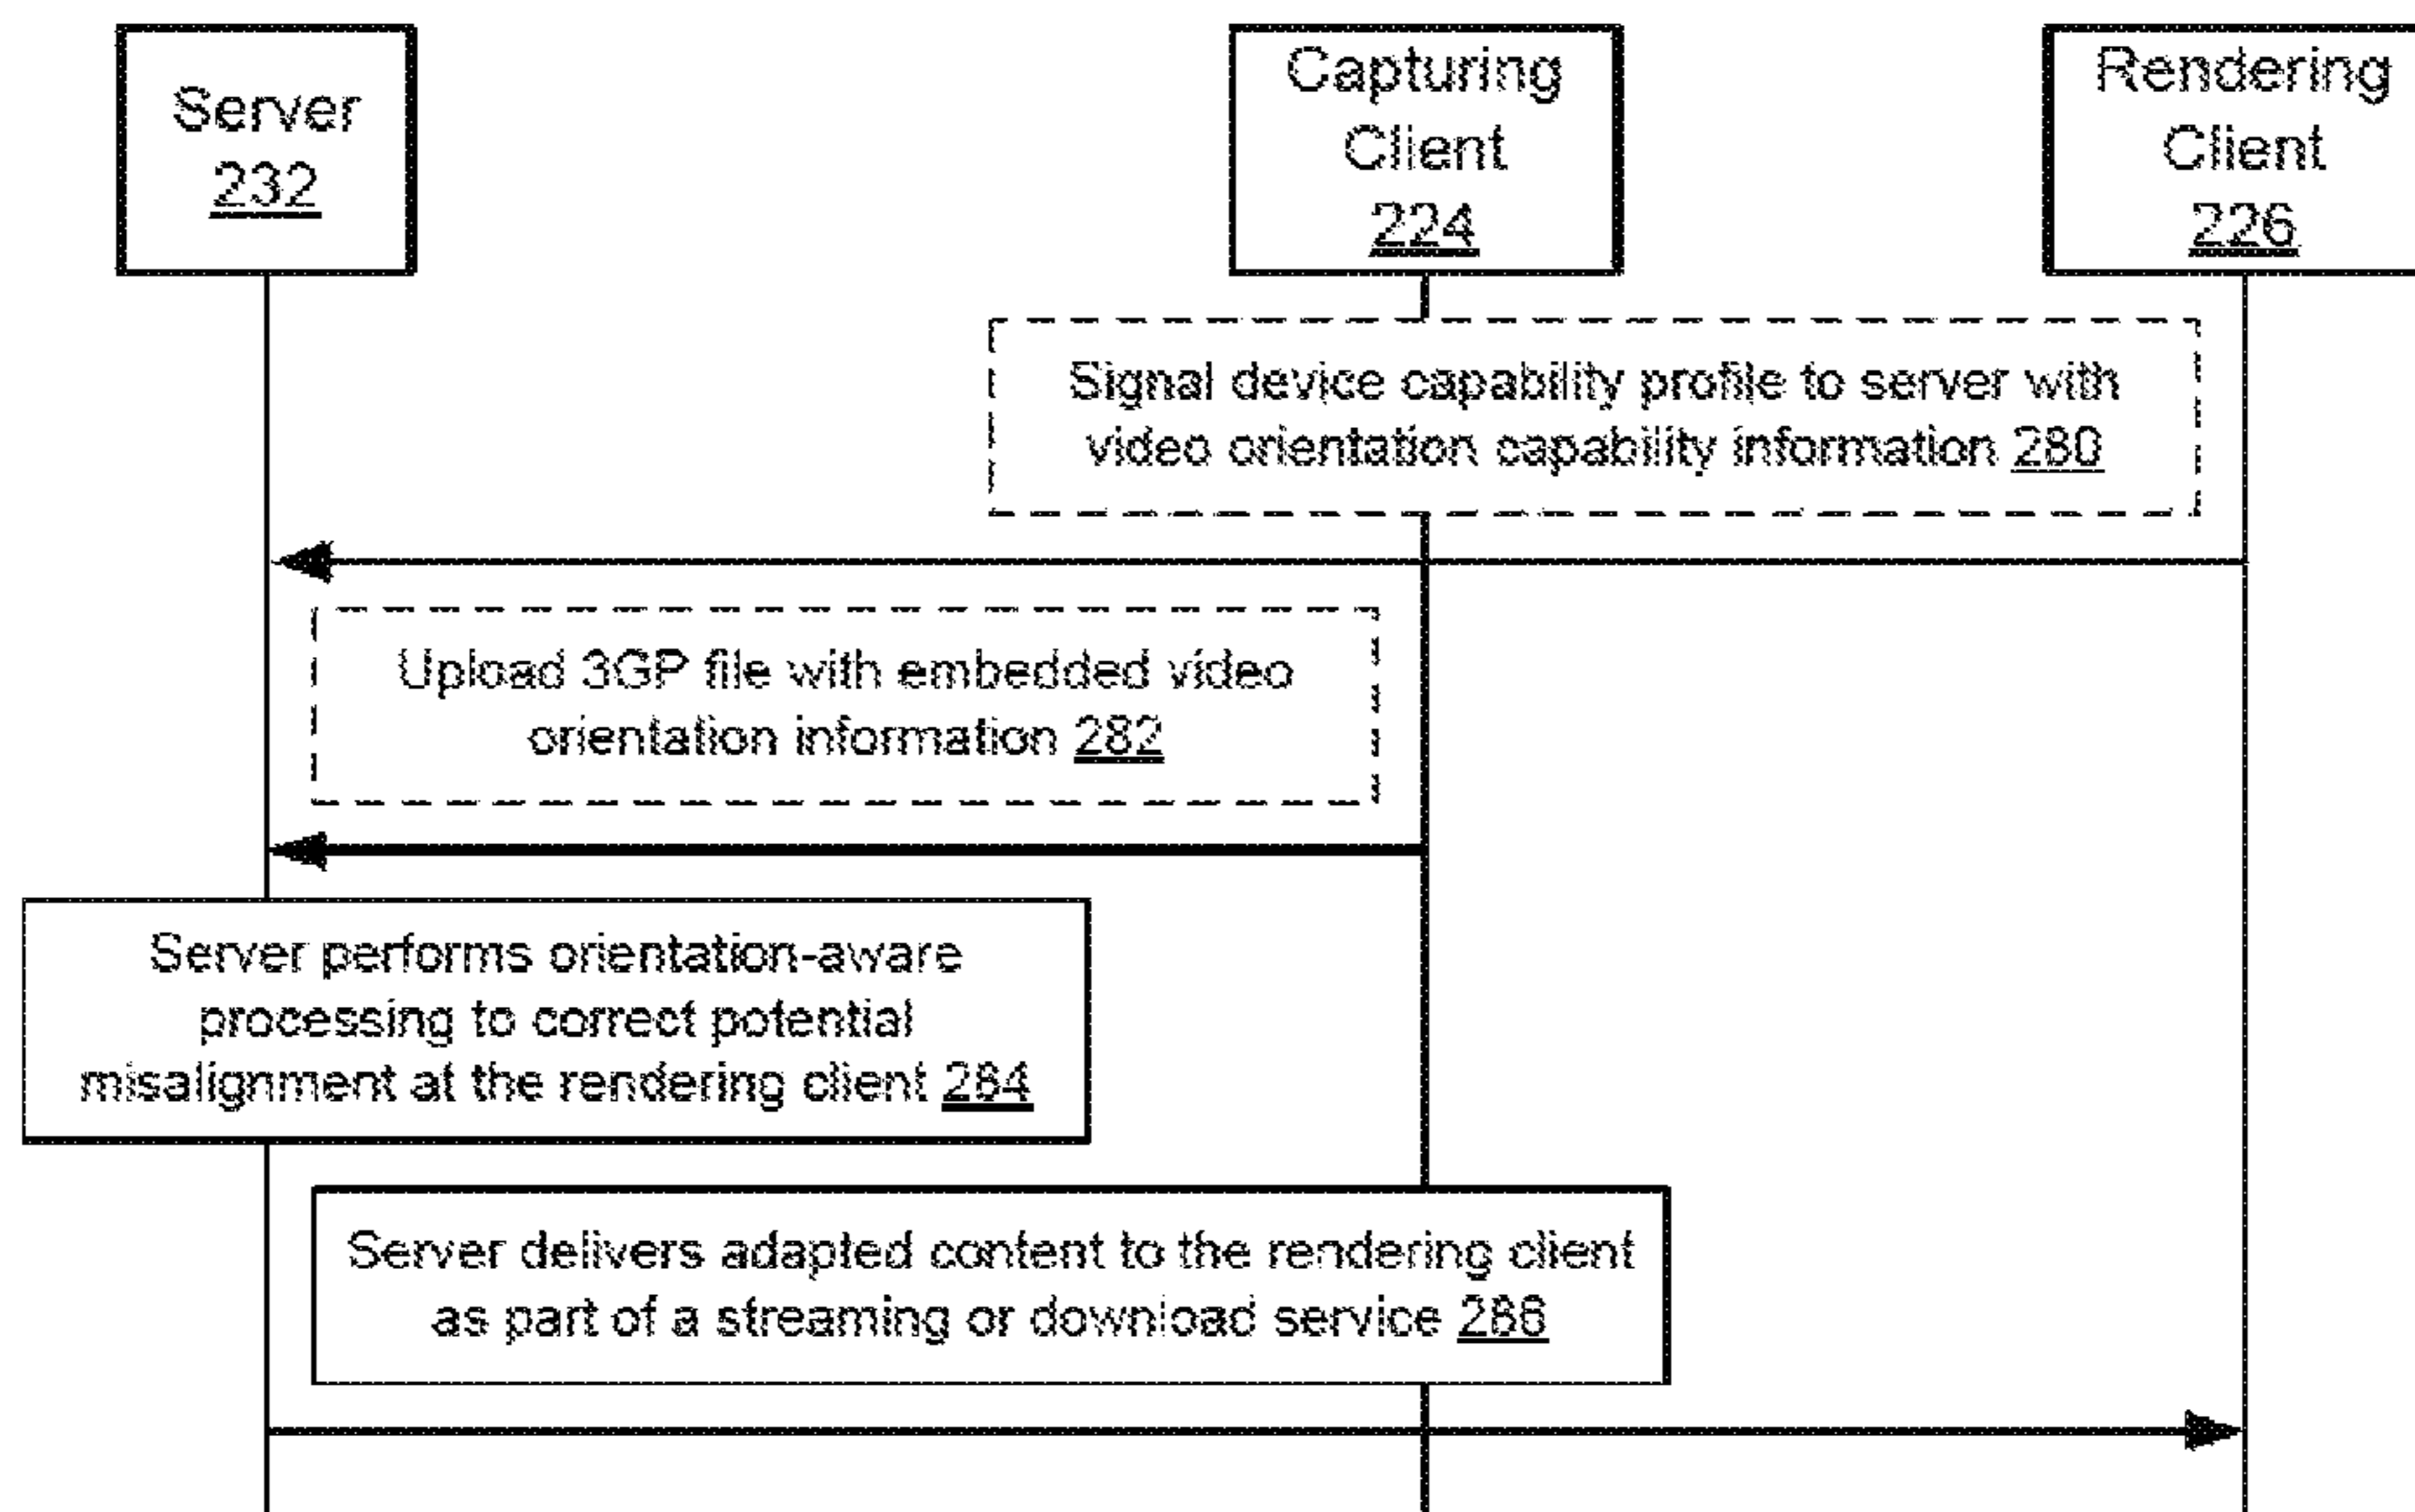 Server
232
Capturing
Client
224
Rendering
Client
226
Signal device capability profile to server with
video orientation capability information 280
Upload 3GP file with embedded video
orientation information 282
Server performs orientation-aware
processing to correct potential
misalignment at the rendering client 284
Server delivers adapted content to the rendering client
as part of a streaming or download service 286